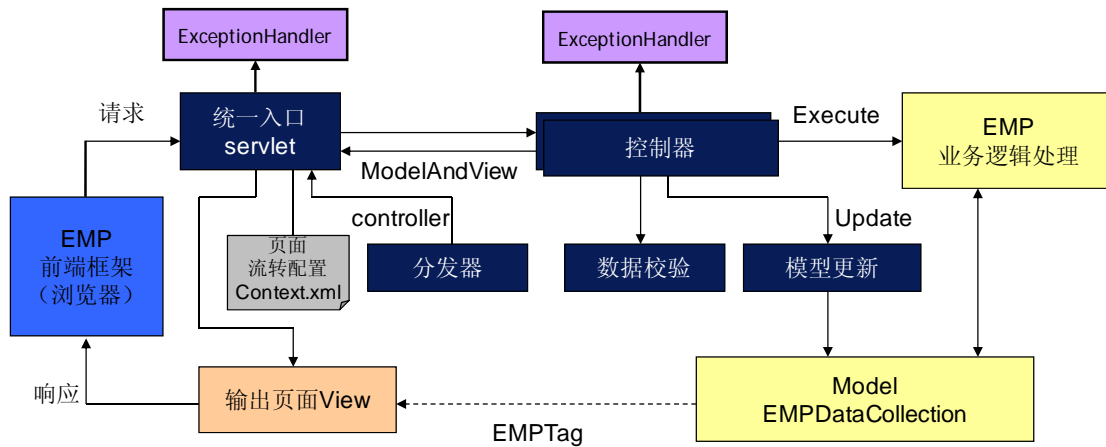 ExceptionHandler
ExceptionHandler
请求
统一入口
servlet
控制器
Execute
EMP
业务逻辑处理
ModelAndView
controller
Update
EMP
前端框架
（浏览器）
页面
流转配置
Context.xml
分发器
数据校验
模型更新
响应
输出页面View
EMPTag
Model
EMPDataCollection